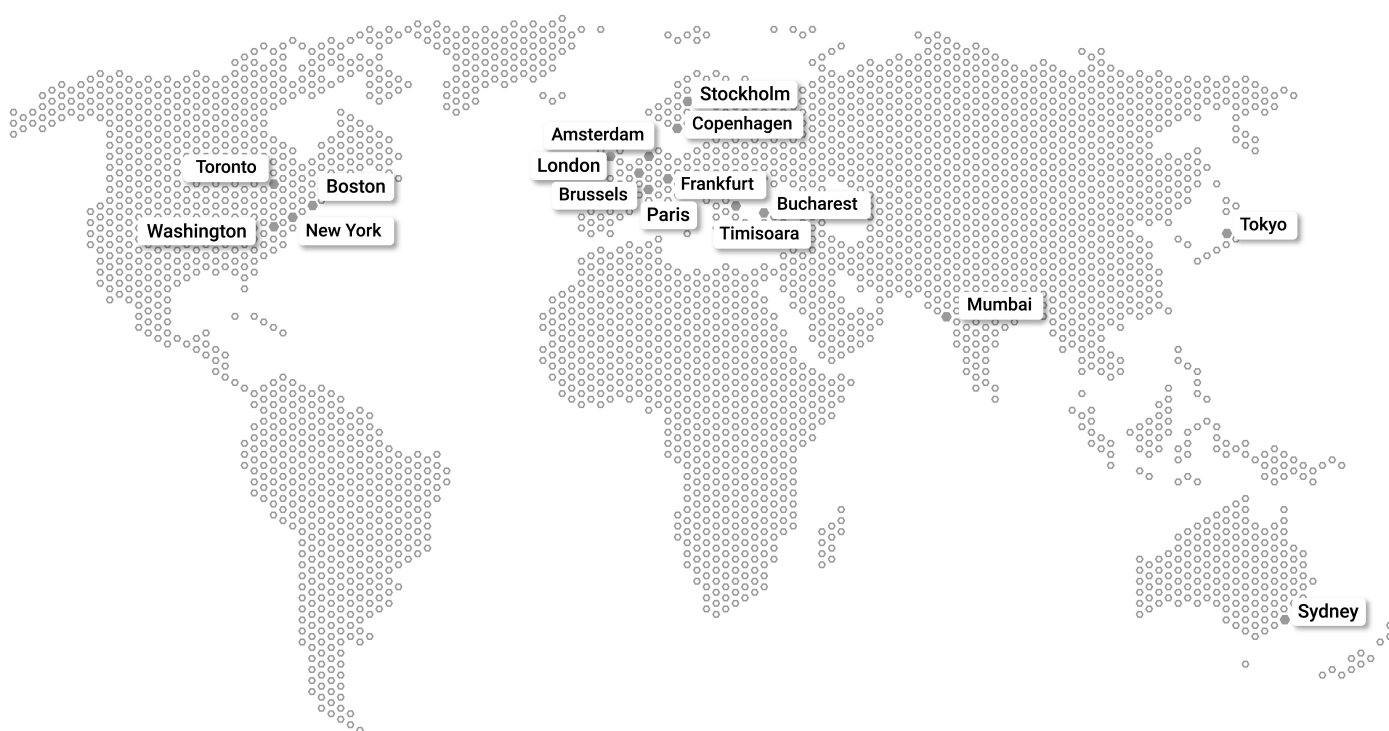 Stockholm
Copenhagen
Amsterdam
London
Toronto
Frankfurt
Boston
Brussels
Bucharest
Paris
Tokyo
Washington
New York
Timisoara
Mumbai
Sydney